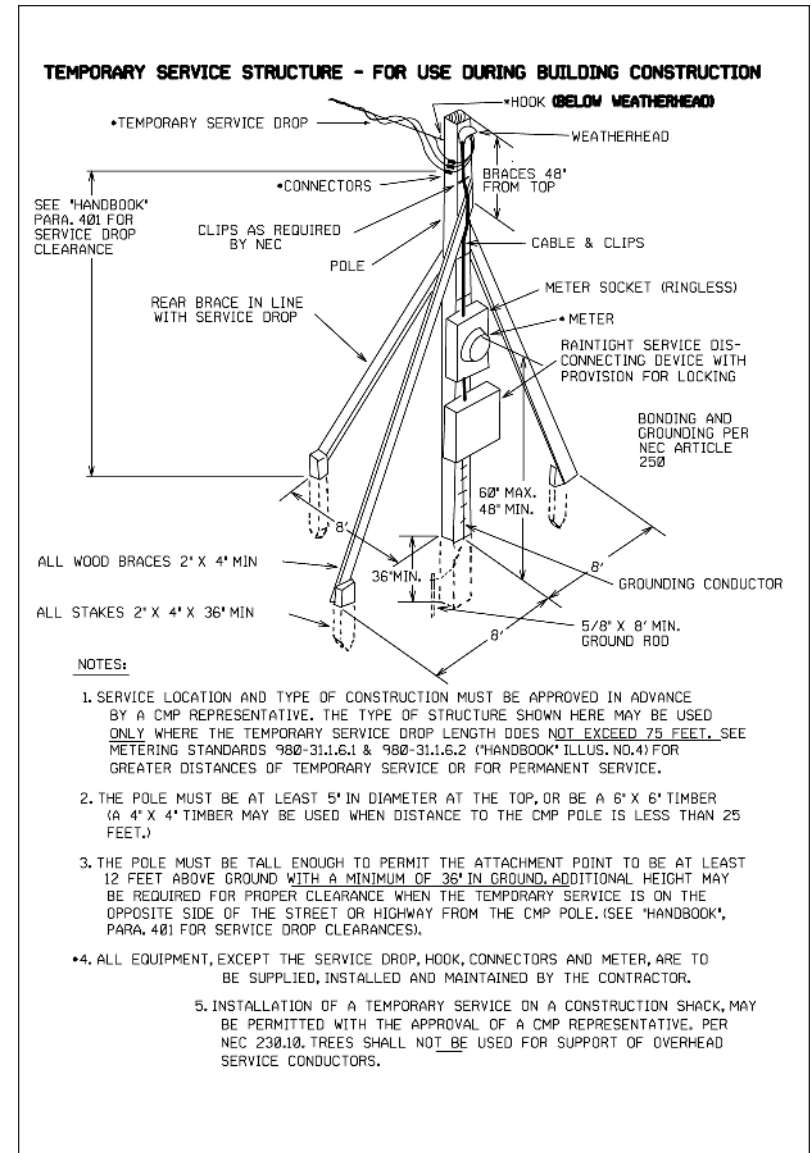 TEMPORARY SERVICE STRUCTURE - FOR USE DURING BUILDING CONSTRUCTION
*HOOK (BELOW WEATHERHEAD)
*TEMPORARY SERVICE DROP
WEATHERHEAD
BRACES 48"
FROM TOP
*CONNECTORS
SEE "HANDBOOK"
PARA. 401 FOR
SERVICE DROP
CLEARANCE
CLIPS AS REQUIRED
BY NEC
CABLE & CLIPS
POLE
METER SOCKET (RINGLESS)
REAR BRACE IN LINE
WITH SERVICE DROP
*METER
RAINTIGHT SERVICE DIS-
CONNECTING DEVICE WITH
PROVISION FOR LOCKING
BONDING AND
GROUNDING PER
NEC ARTICLE
250
60" MAX.
48" MIN.
8'
8'
ALL WOOD BRACES 2" X 4" MIN
36"MIN.
GROUNDING CONDUCTOR
ALL STAKES 2" X 4" X 36" MIN
5/8" X 8' MIN.
GROUND ROD
8'
NOTES:
1. SERVICE LOCATION AND TYPE OF CONSTRUCTION MUST BE APPROVED IN ADVANCE
BY A CMP REPRESENTATIVE. THE TYPE OF STRUCTURE SHOWN HERE MAY BE USED
ONLY WHERE THE TEMPORARY SERVICE DROP LENGTH DOES NOT EXCEED 75 FEET. SEE
METERING STANDARDS 980-31.1.6.1 & 980-31.1.6.2 ("HANDBOOK" ILLUS. NO.4) FOR
GREATER DISTANCES OF TEMPORARY SERVICE OR FOR PERMANENT SERVICE.
2. THE POLE MUST BE AT LEAST 5" IN DIAMETER AT THE TOP, OR BE A 6" X 6" TIMBER
(A 4" X 4" TIMBER MAY BE USED WHEN DISTANCE TO THE CMP POLE IS LESS THAN 25
FEET.)
3. THE POLE MUST BE TALL ENOUGH TO PERMIT THE ATTACHMENT POINT TO BE AT LEAST
12 FEET ABOVE GROUND WITH A MINIMUM OF 36" IN GROUND. ADDITIONAL HEIGHT MAY
BE REQUIRED FOR PROPER CLEARANCE WHEN THE TEMPORARY SERVICE IS ON THE
OPPOSITE SIDE OF THE STREET OR HIGHWAY FROM THE CMP POLE. (SEE "HANDBOOK",
PARA. 401 FOR SERVICE DROP CLEARANCES).
*4. ALL EQUIPMENT, EXCEPT THE SERVICE DROP, HOOK, CONNECTORS AND METER, ARE TO
BE SUPPLIED, INSTALLED AND MAINTAINED BY THE CONTRACTOR.
5. INSTALLATION OF A TEMPORARY SERVICE ON A CONSTRUCTION SHACK, MAY
BE PERMITTED WITH THE APPROVAL OF A CMP REPRESENTATIVE. PER
NEC 230.10. TREES SHALL NOT BE USED FOR SUPPORT OF OVERHEAD
SERVICE CONDUCTORS.